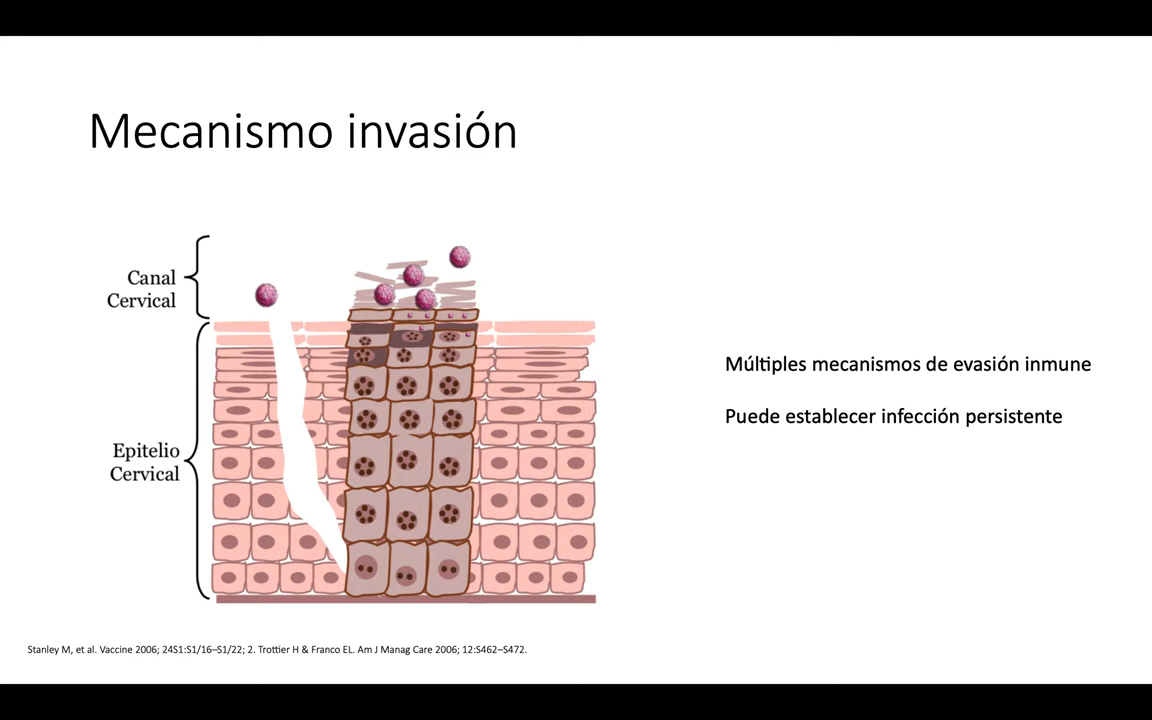 Mecanismo invasión
Canal
Cervical
Epitelio
Cervical
Múltiples mecanismos de evasión inmune
Puede establecer infección persistente
Stanley M, et al. Vaccine 2006; 24S1:S1/16–S1/22; 2. Trottier H & Franco EL. Am J Manag Care 2006; 12:S462–S472.